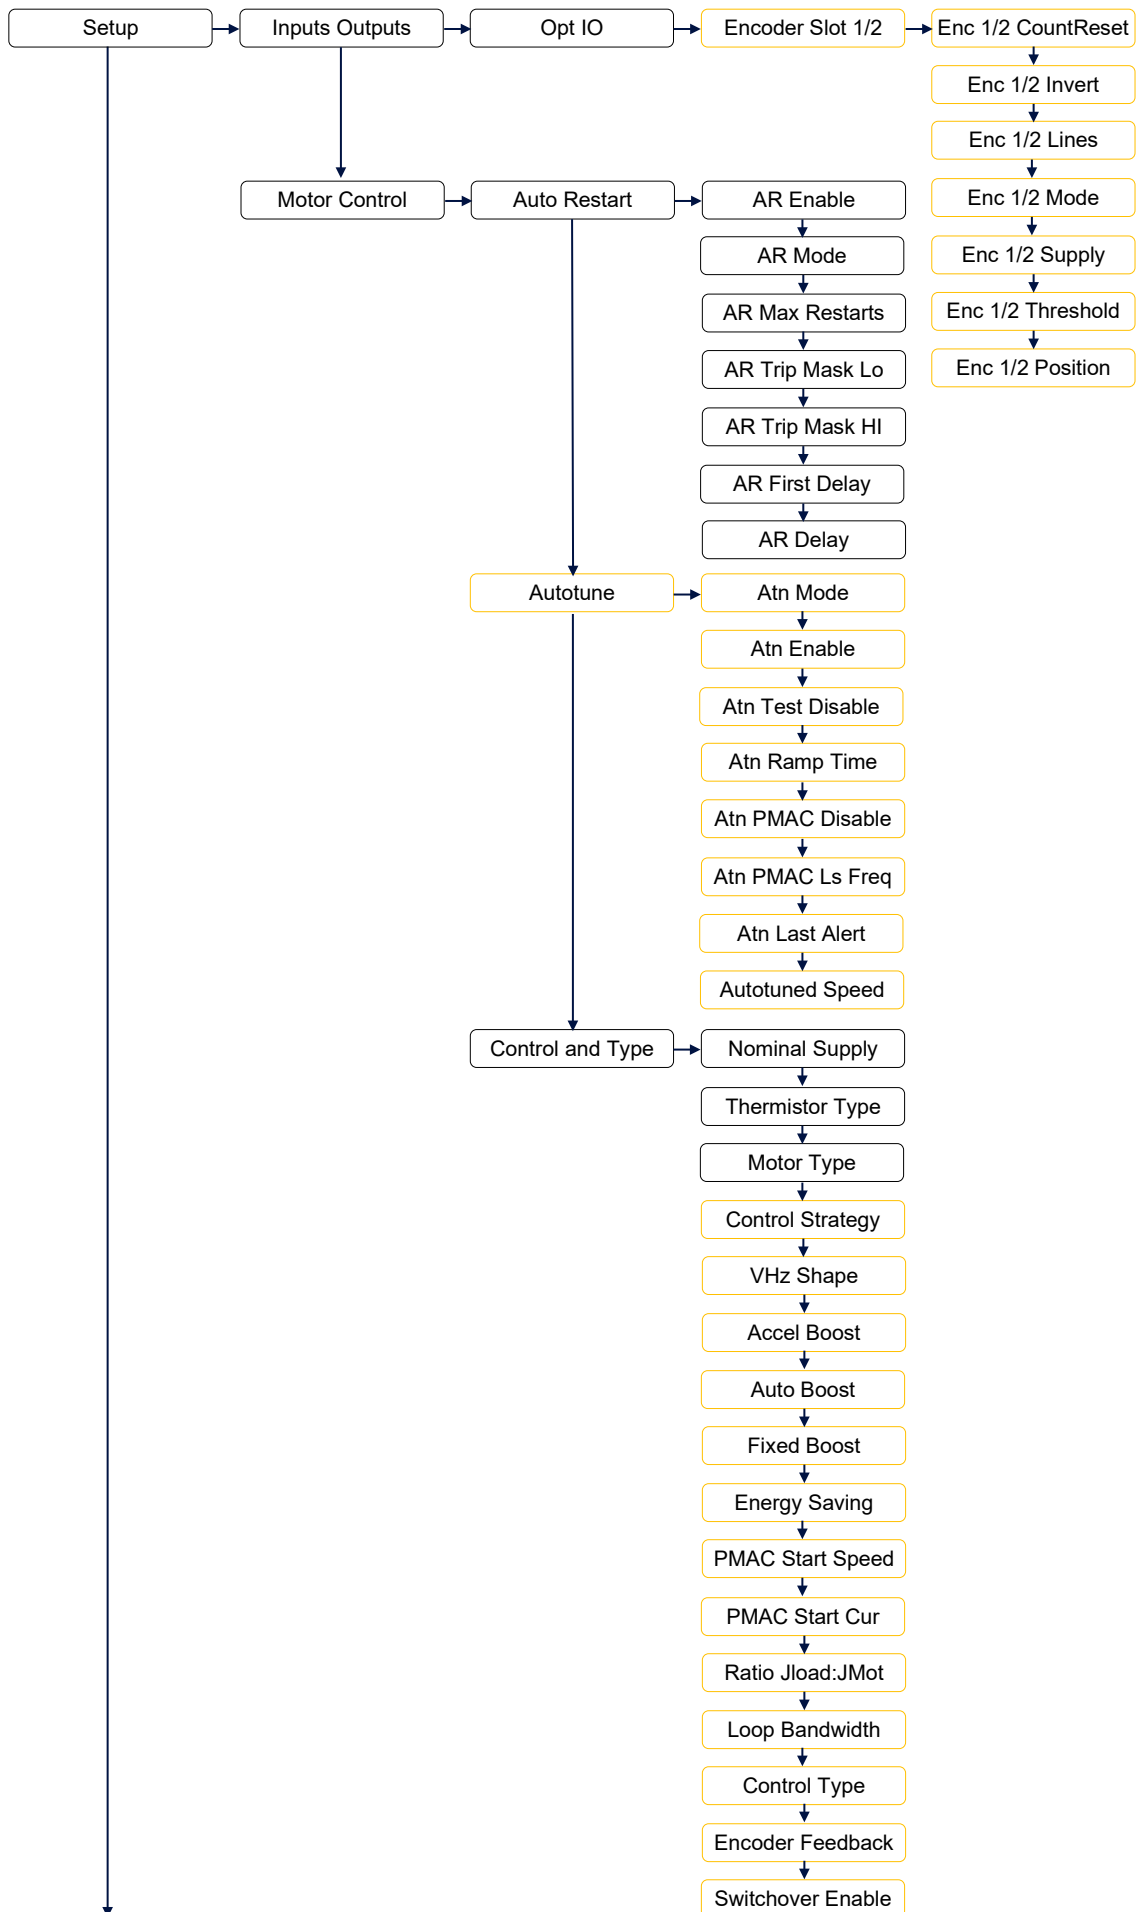 Setup
Inputs Outputs
Opt IO
Encoder Slot 1/2
Enc 1/2 CountReset
Enc 1/2 Invert
Enc 1/2 Lines
Enc 1/2 Mode
Enc 1/2 Supply
Enc 1/2 Threshold
Enc 1/2 Position
Motor Control
Auto Restart
AR Enable
AR Mode
AR Max Restarts
AR Trip Mask Lo
AR Trip Mask HI
AR First Delay
AR Delay
Autotune
Atn Mode
Atn Enable
Atn Test Disable
Atn Ramp Time
Atn PMAC Disable
Atn PMAC Ls Freq
Atn Last Alert
Autotuned Speed
Control and Type
Nominal Supply
Thermistor Type
Motor Type
Control Strategy
VHz Shape
Accel Boost
Auto Boost
Fixed Boost
Energy Saving
PMAC Start Speed
PMAC Start Cur
Ratio Jload:JMot
Loop Bandwidth
Control Type
Encoder Feedback
Switchover Enable